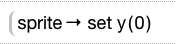 sprite → set y(0)